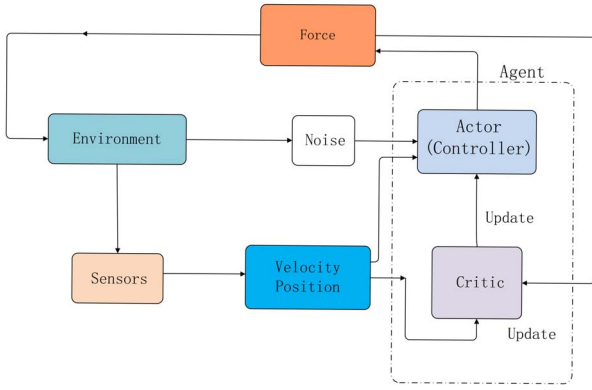 Force
Agent
Environment
Noise
Actor
(Controller)
Update
Sensors
Velocity
Position
Critic
Update